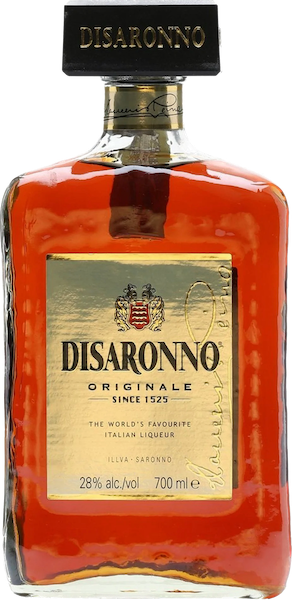 DISARONNO
DISARONNO
ORIGINALE
SINCE 1525
THE WORLD'S FAVOURITE
ITALIAN LIQUEUR
ILLVA - SARONNO
28% alc./vol 700 ml e